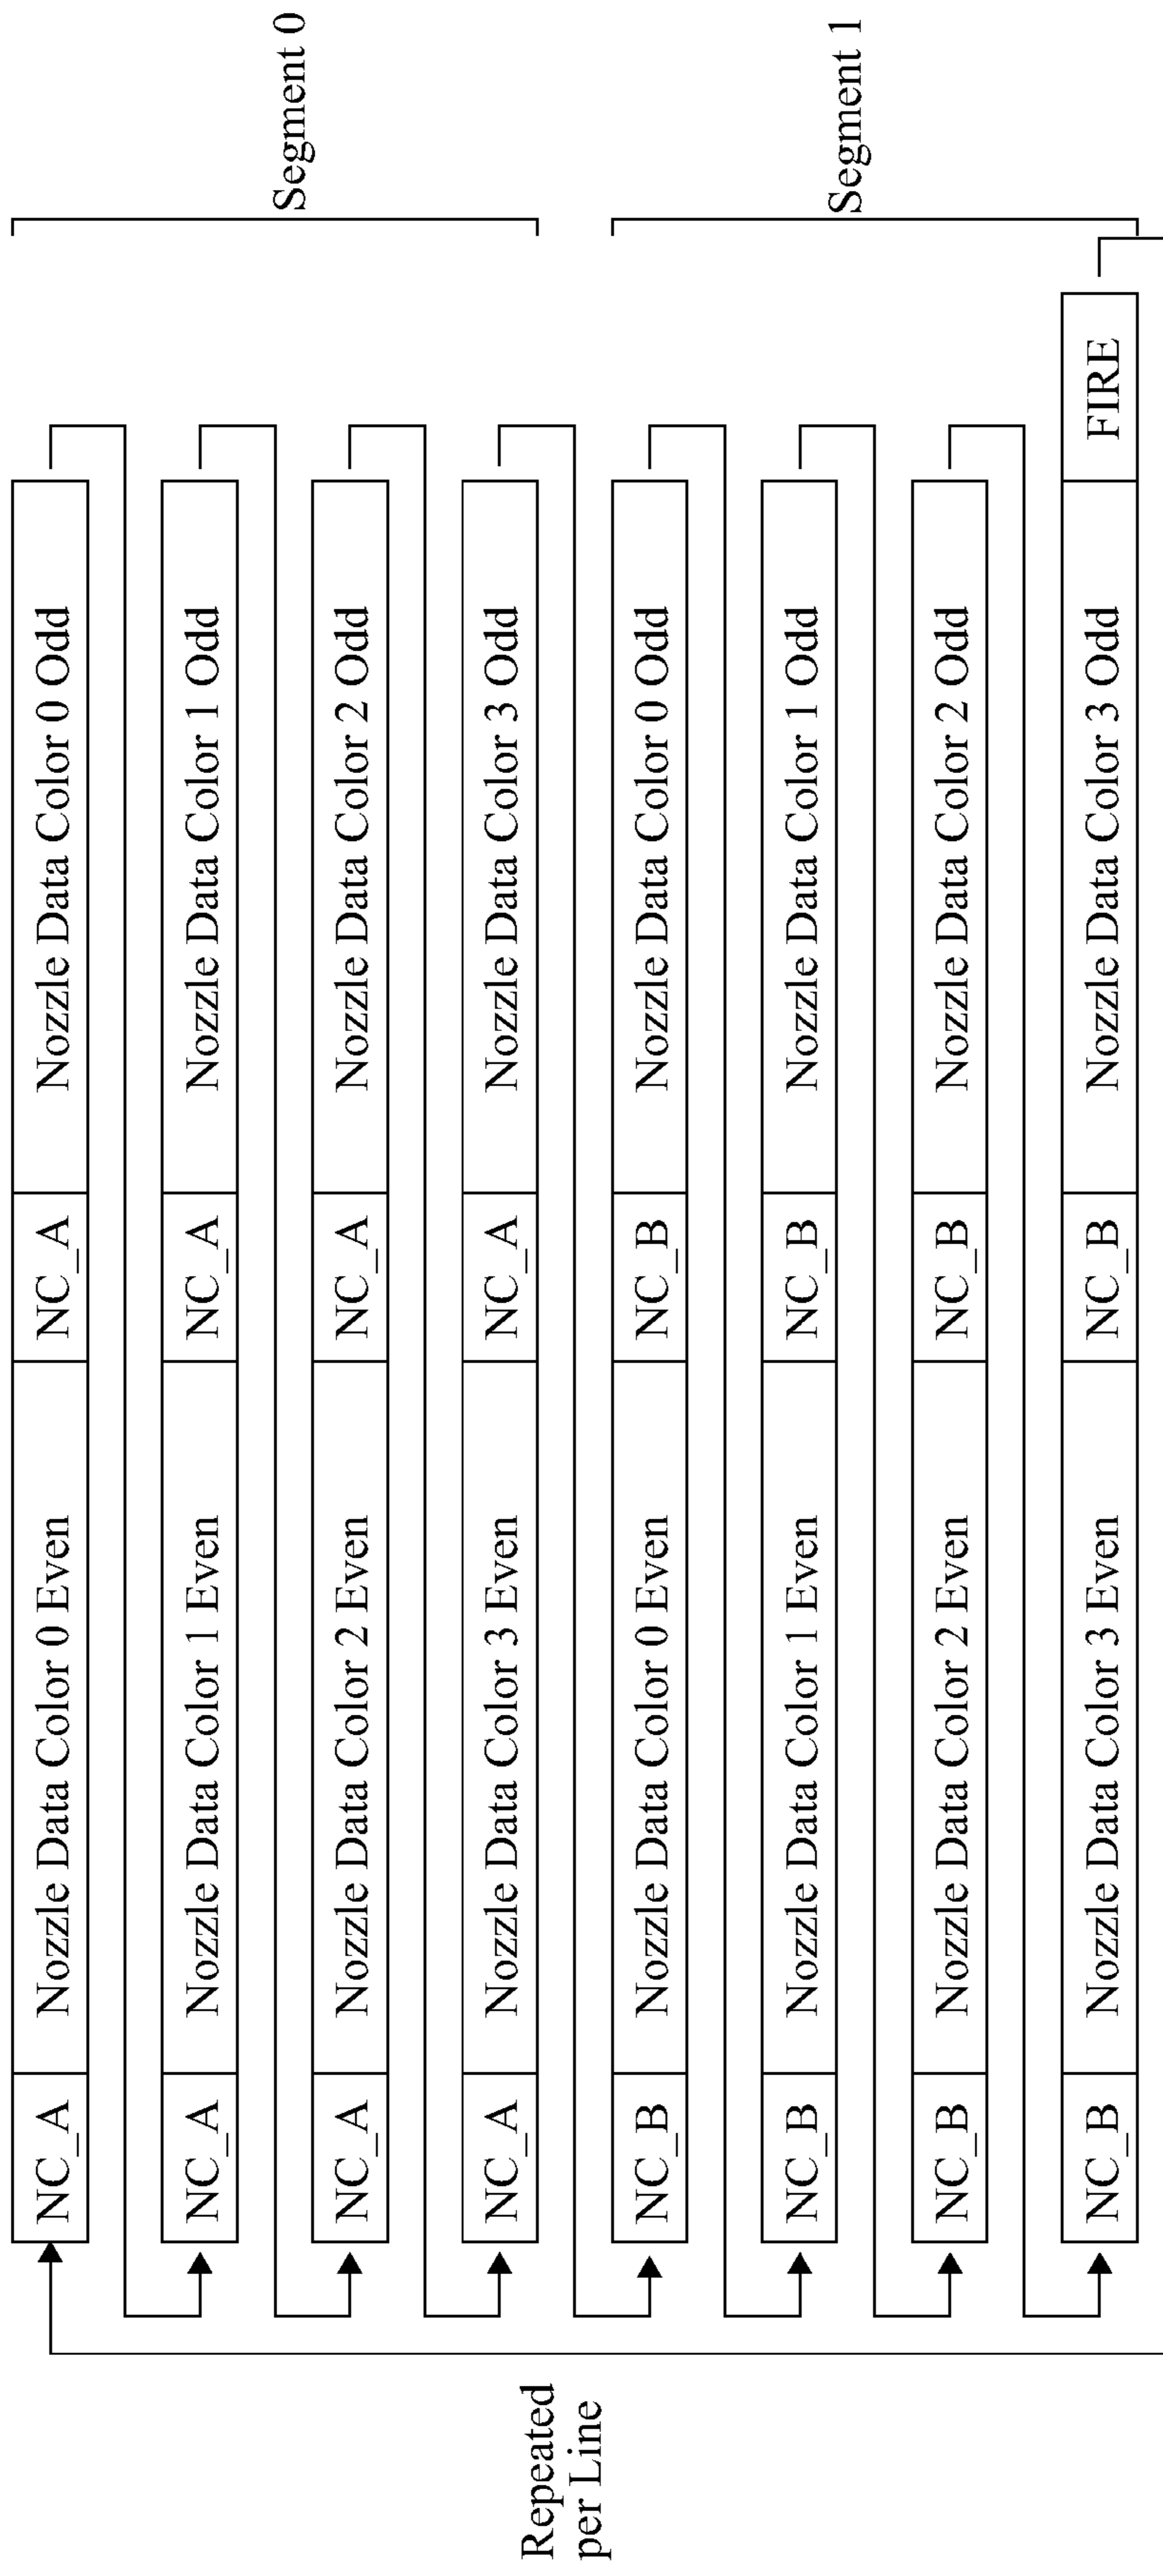 NC_A Nozzle Data Color 0 Even NC_A Nozzle Data Color 0 Odd
NC_A Nozzle Data Color 1 Even NC_A Nozzle Data Color 1 Odd
NC_A Nozzle Data Color 2 Even NC_A Nozzle Data Color 2 Odd
NC_A Nozzle Data Color 3 Even NC_A Nozzle Data Color 3 Odd
Segment 0
Repeated
per Line
NC_B Nozzle Data Color 0 Even NC_B Nozzle Data Color 0 Odd
NC_B Nozzle Data Color 1 Even NC_B Nozzle Data Color 1 Odd
NC_B Nozzle Data Color 2 Even NC_B Nozzle Data Color 2 Odd
NC_B Nozzle Data Color 3 Even NC_B Nozzle Data Color 3 Odd FIRE
Segment 1